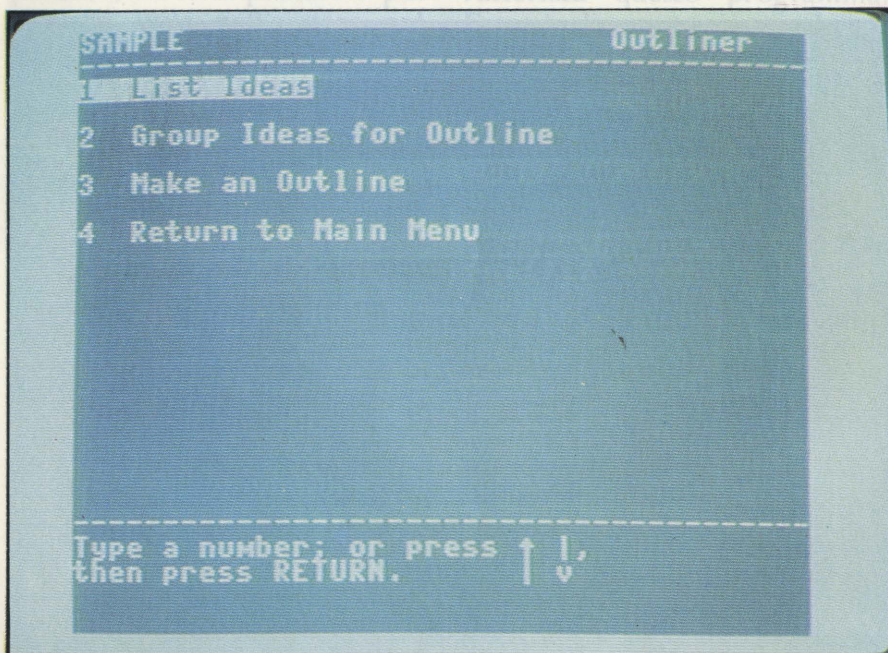 SAMPLE Outliner
1 List Ideas
2 Group Ideas for Outline
3 Make an Outline
4 Return to Main Menu
Type a number; or press ↑ |,
then press RETURN. | v